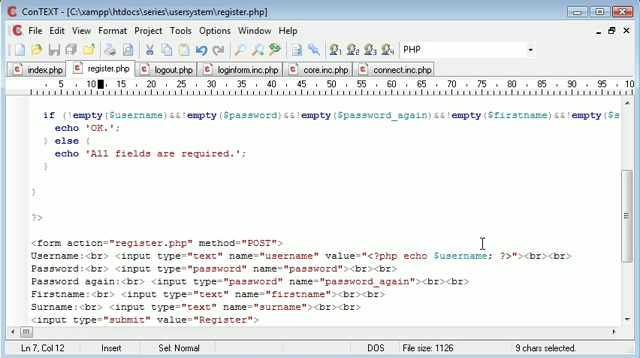 ConTEXT - [C:\xampp\htdocs\series\usersystem\register.php]
File Edit View Format Project Tools Options Window Help
PHP
index.php register.php logout.php loginform.inc.php core.inc.php connect.inc.php
5 10 15 20 25 30 35 40 45 50 55 60 65 70 75 80 85 90 95 100
if (!empty($username)&&!empty($password)&&!empty($password_again)&&!empty($firstname)&&!empty($s
echo 'OK.';
} else {
echo 'All fields are required.';
}
}
?>
<form action="register.php" method="POST">
Username:<br> <input type="text" name="username" value="<?php echo $username; ?>"><br><br>
Password:<br> <input type="password" name="password"><br><br>
Password again:<br> <input type="password" name="password_again"><br><br>
Firstname:<br> <input type="text" name="firstname"><br><br>
Surname:<br> <input type="text" name="surname"><br><br>
<input type="submit" value="Register">
Ln 7, Col 12 Insert Sel: Normal DOS File size: 1126 9 chars selected.